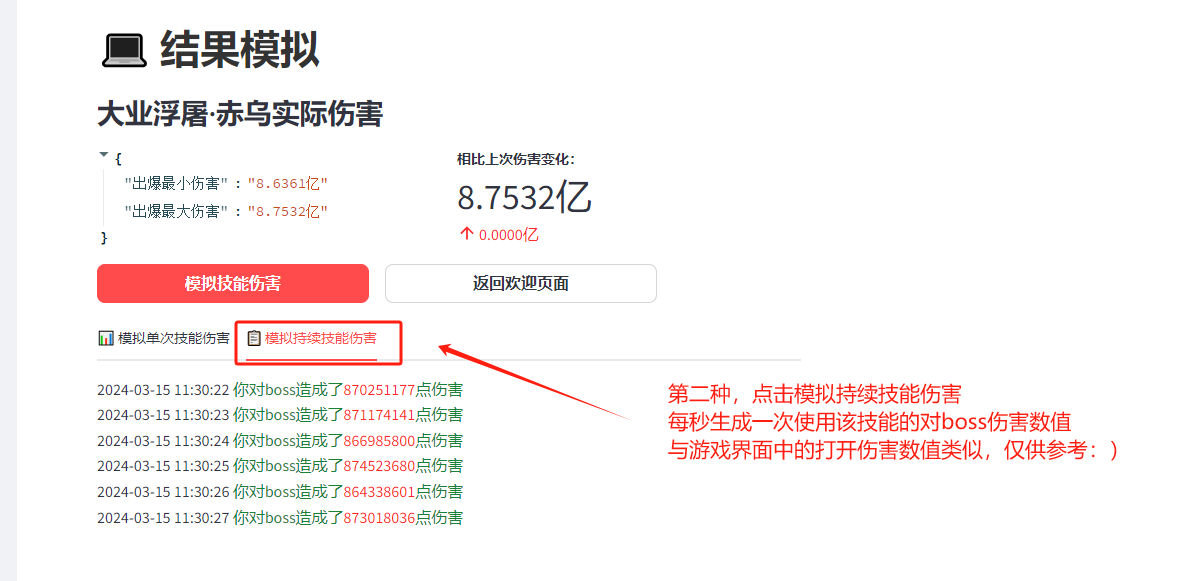 结果模拟
大业浮屠·赤乌实际伤害
{
"出爆最小伤害" : "8.6361亿"
"出爆最大伤害" : "8.7532亿"
}
相比上次伤害变化：
8.7532亿
↑ 0.0000亿
模拟技能伤害
返回欢迎页面
模拟单次技能伤害
模拟持续技能伤害
2024-03-15 11:30:22 你对boss造成了870251177点伤害
2024-03-15 11:30:23 你对boss造成了871174141点伤害
2024-03-15 11:30:24 你对boss造成了866985800点伤害
2024-03-15 11:30:25 你对boss造成了874523680点伤害
2024-03-15 11:30:26 你对boss造成了864338601点伤害
2024-03-15 11:30:27 你对boss造成了873018036点伤害
第二种，点击模拟持续技能伤害
每秒生成一次使用该技能的对boss伤害数值
与游戏界面中的打开伤害数值类似，仅供参考：）